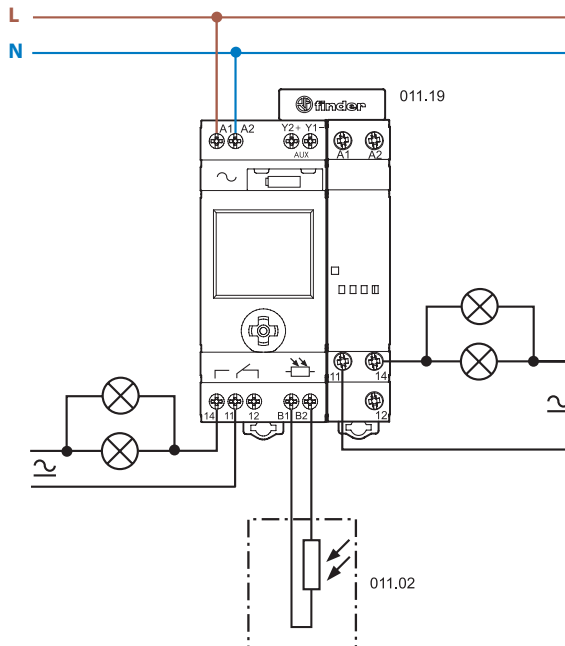 L
N
finder
011.19
A1 A2 Y2+ Y1-
AUX
A1 A2
11 14
12
14 11 12 B1 B2
011.02